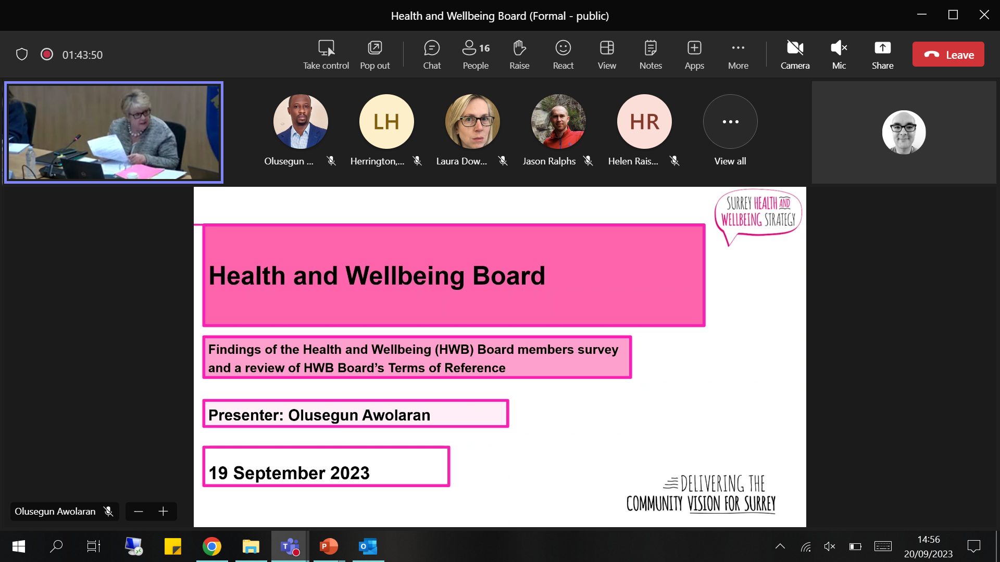 Health and Wellbeing Board (Formal - public)
01:43:50
Take control
Pop out
Chat
16
People
Raise
React
View
Notes
Apps
More
Camera
Mic
Share
Leave
LH
HR
Olusegun ...
Herrington,...
Laura Dow...
Jason Ralphs
Helen Rais...
View all
SURREY HEALTH AND
WELLBEING STRATEGY
Health and Wellbeing Board
Findings of the Health and Wellbeing (HWB) Board members survey
and a review of HWB Board’s Terms of Reference
Presenter: Olusegun Awolaran
19 September 2023
DELIVERING THE
COMMUNITY VISION FOR SURREY
Olusegun Awolaran
14:56
20/09/2023